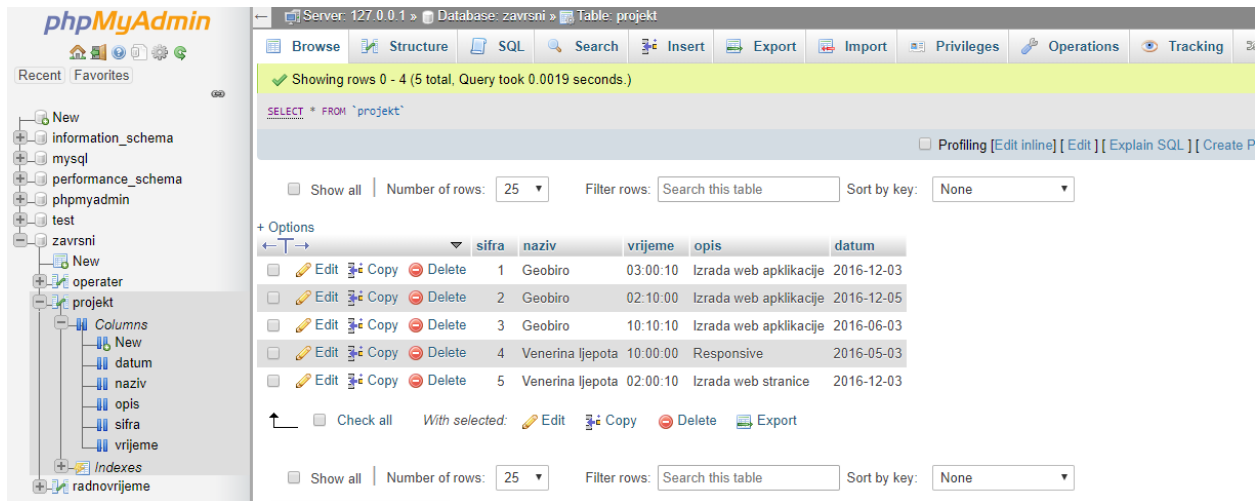 phpMyAdmin
Recent Favorites
New
information_schema
mysql
performance_schema
phpmyadmin
test
zavrsni
New
operater
projekt
Columns
New
datum
naziv
opis
sifra
vrijeme
Indexes
radnovrijeme
Server: 127.0.0.1 » Database: zavrsni » Table: projekt
Browse Structure SQL Search Insert Export Import Privileges Operations Tracking
Showing rows 0 - 4 (5 total, Query took 0.0019 seconds.)
SELECT * FROM `projekt`
Profiling [Edit inline] [ Edit ] [ Explain SQL ] [ Create P
Show all Number of rows: 25 Filter rows: Search this table Sort by key: None
+ Options
sifra naziv vrijeme opis datum
Edit Copy Delete 1 Geobiro 03:00:10 Izrada web apklikacije 2016-12-03
Edit Copy Delete 2 Geobiro 02:10:00 Izrada web apklikacije 2016-12-05
Edit Copy Delete 3 Geobiro 10:10:10 Izrada web apklikacije 2016-06-03
Edit Copy Delete 4 Venerina ljepota 10:00:00 Responsive 2016-05-03
Edit Copy Delete 5 Venerina ljepota 02:00:10 Izrada web stranice 2016-12-03
Check all With selected: Edit Copy Delete Export
Show all Number of rows: 25 Filter rows: Search this table Sort by key: None